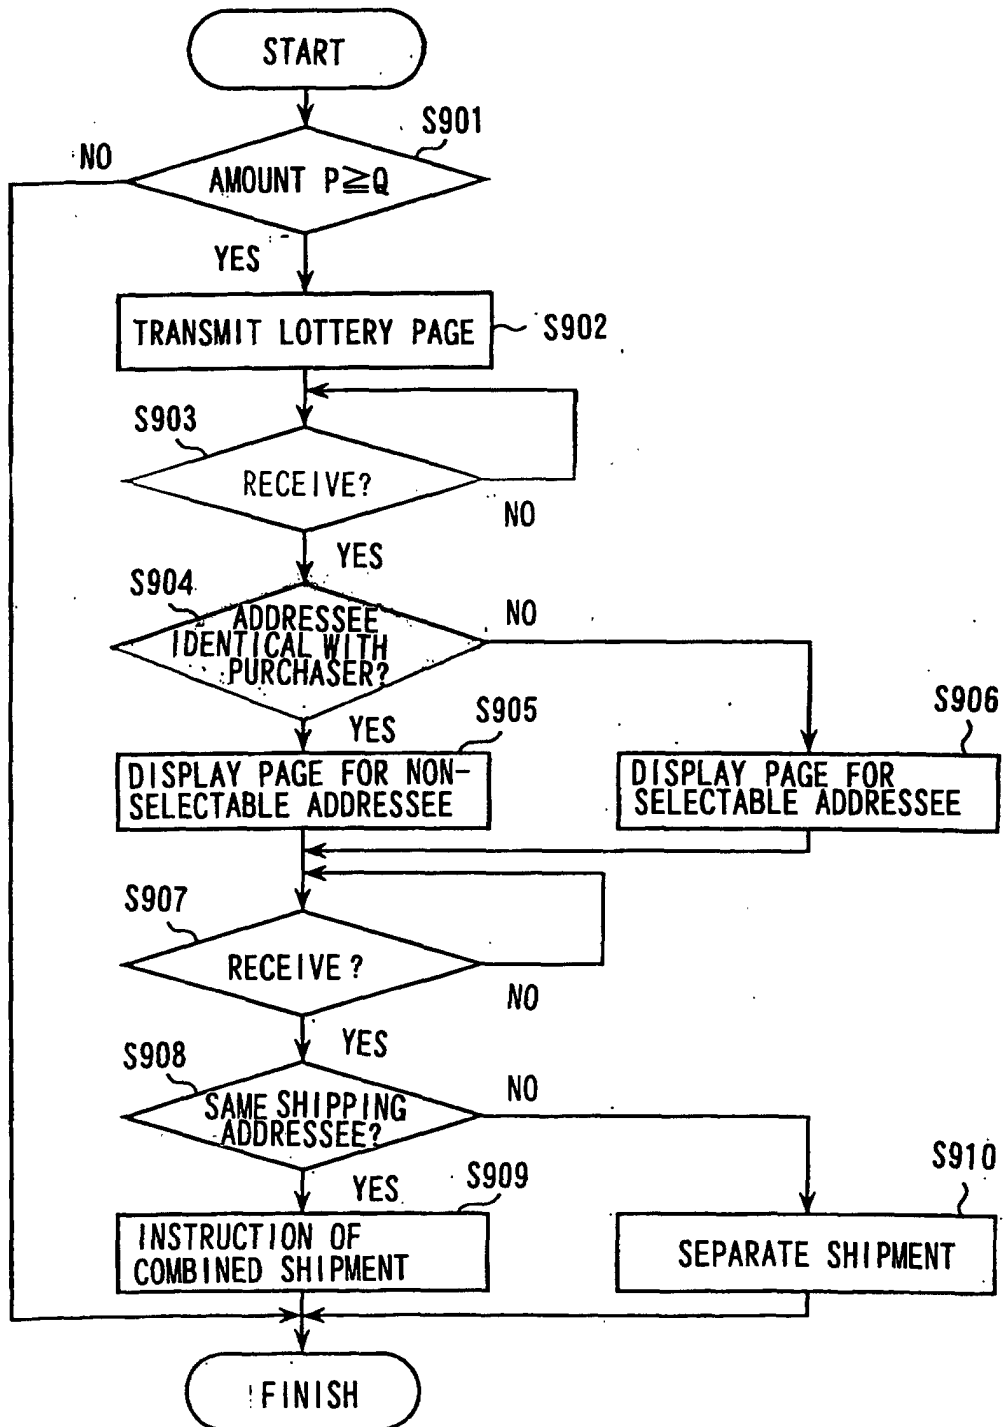 START
S901
NO
AMOUNT P≧Q
YES
TRANSMIT LOTTERY PAGE
S902
S903
RECEIVE?
NO
YES
S904
ADDRESSEE
IDENTICAL WITH
PURCHASER?
NO
YES
S905
S906
DISPLAY PAGE FOR NON-
SELECTABLE ADDRESSEE
DISPLAY PAGE FOR
SELECTABLE ADDRESSEE
S907
RECEIVE?
NO
YES
S908
SAME SHIPPING
ADDRESSEE?
NO
YES
S909
S910
INSTRUCTION OF
COMBINED SHIPMENT
SEPARATE SHIPMENT
FINISH